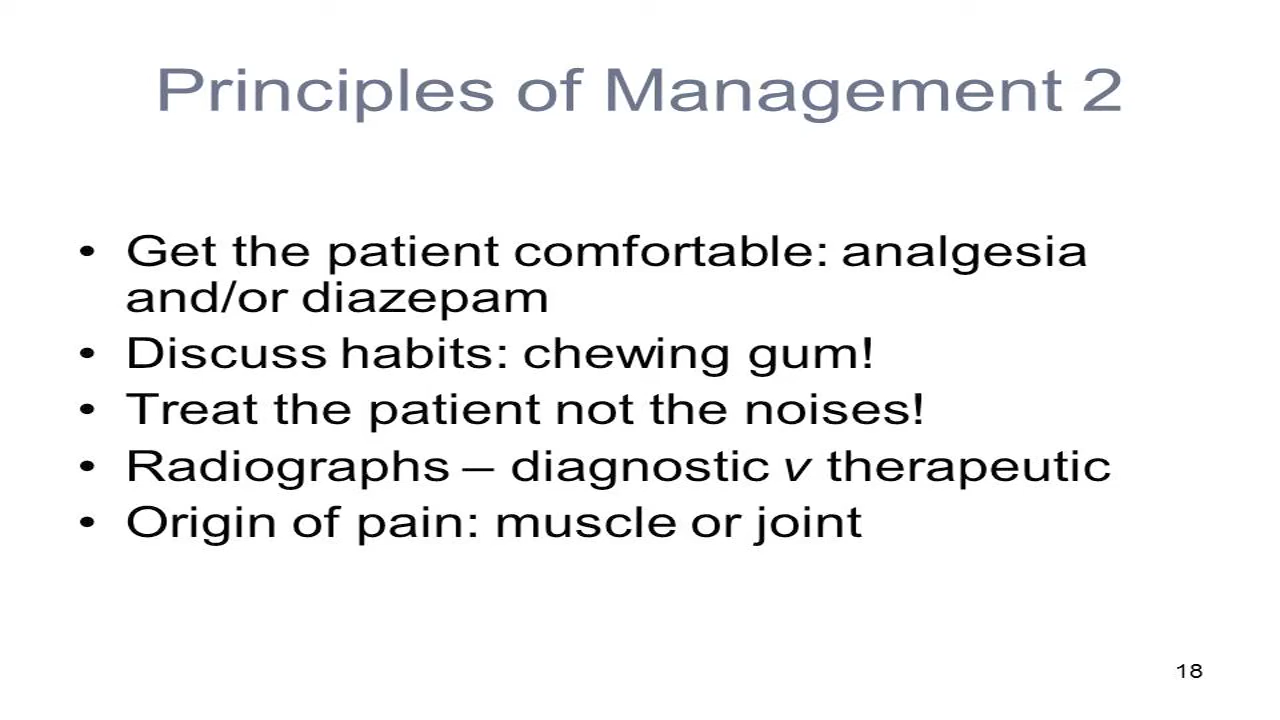 Principles of Management 2
• Get the patient comfortable: analgesia
and/or diazepam
• Discuss habits: chewing gum!
• Treat the patient not the noises!
• Radiographs – diagnostic v therapeutic
• Origin of pain: muscle or joint
18